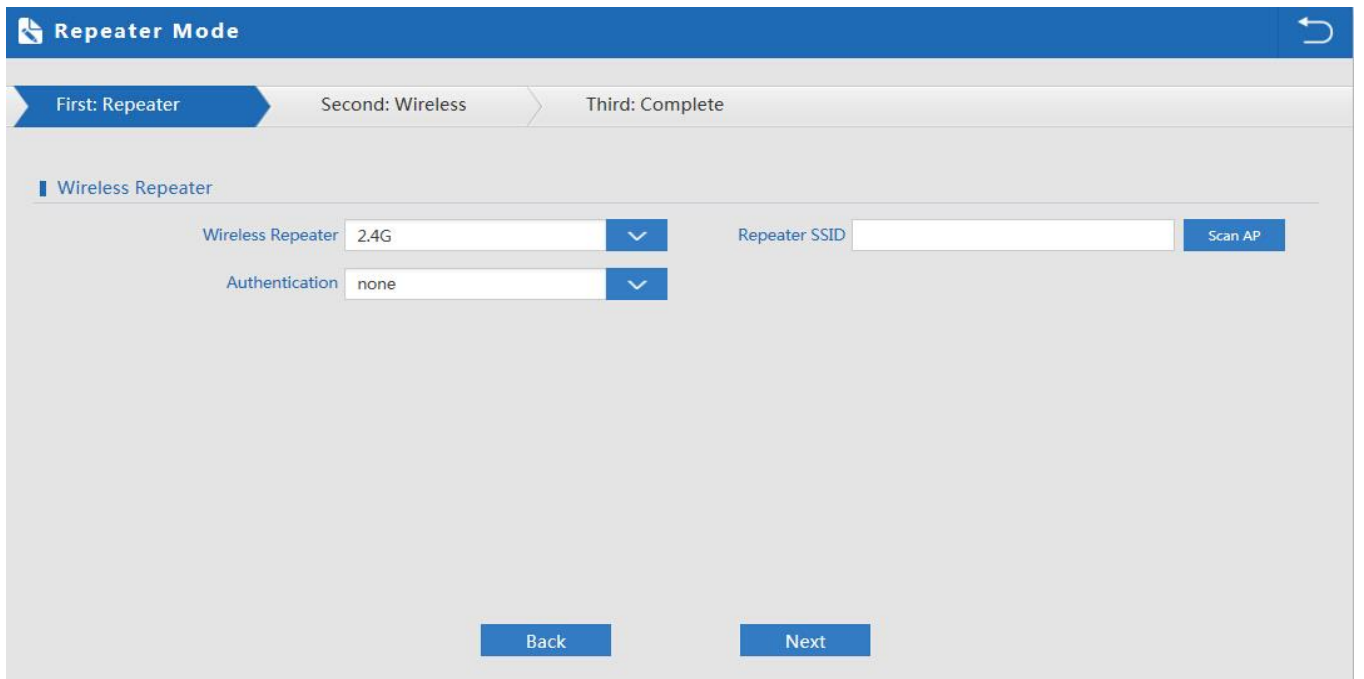 Repeater Mode
First: Repeater Second: Wireless Third: Complete
Wireless Repeater
Wireless Repeater 2.4G Repeater SSID Scan AP
Authentication none
Back Next